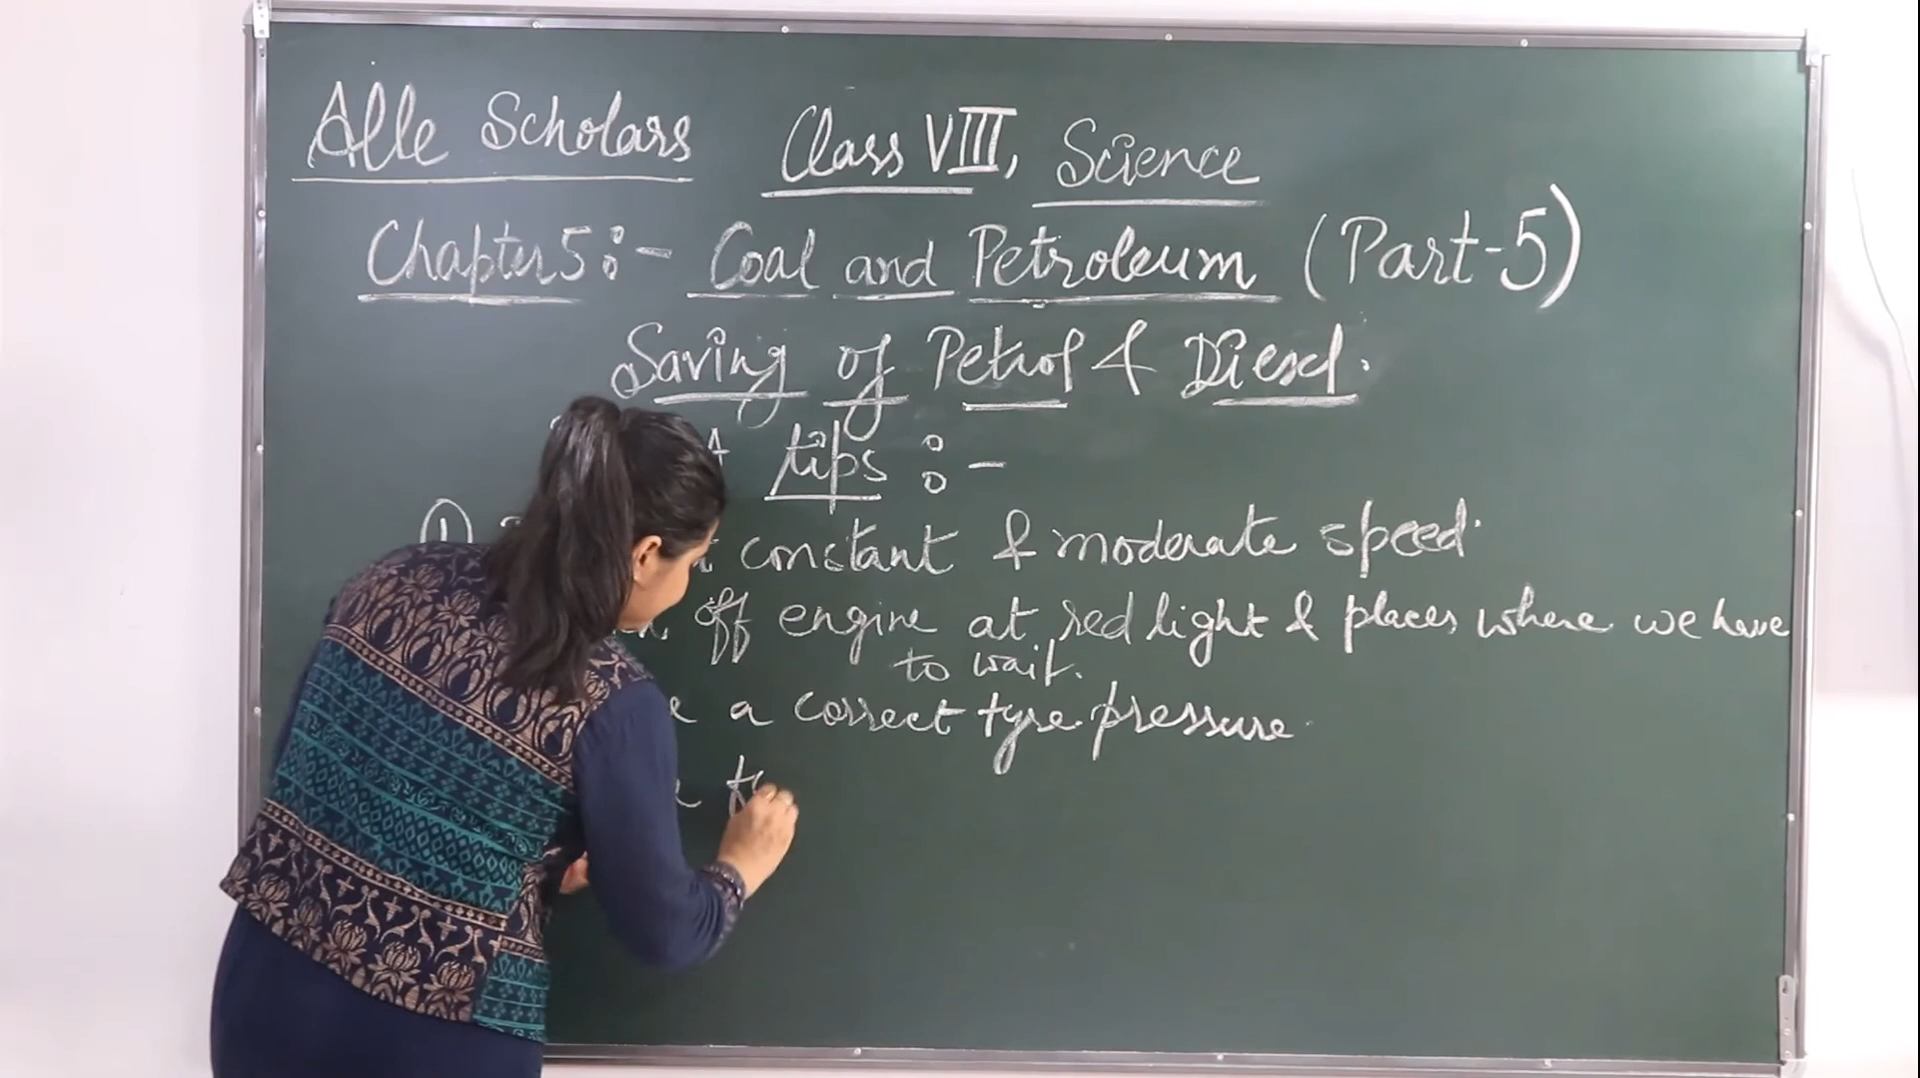 Alle Scholars Class VIII, Science
Chapter 5:- Coal and Petroleum (Part-5)
Saving of Petrol & Diesel.
tips :-
① constant & moderate speed.
off engine at red light & places where we have
to wait.
a correct tyre pressure.